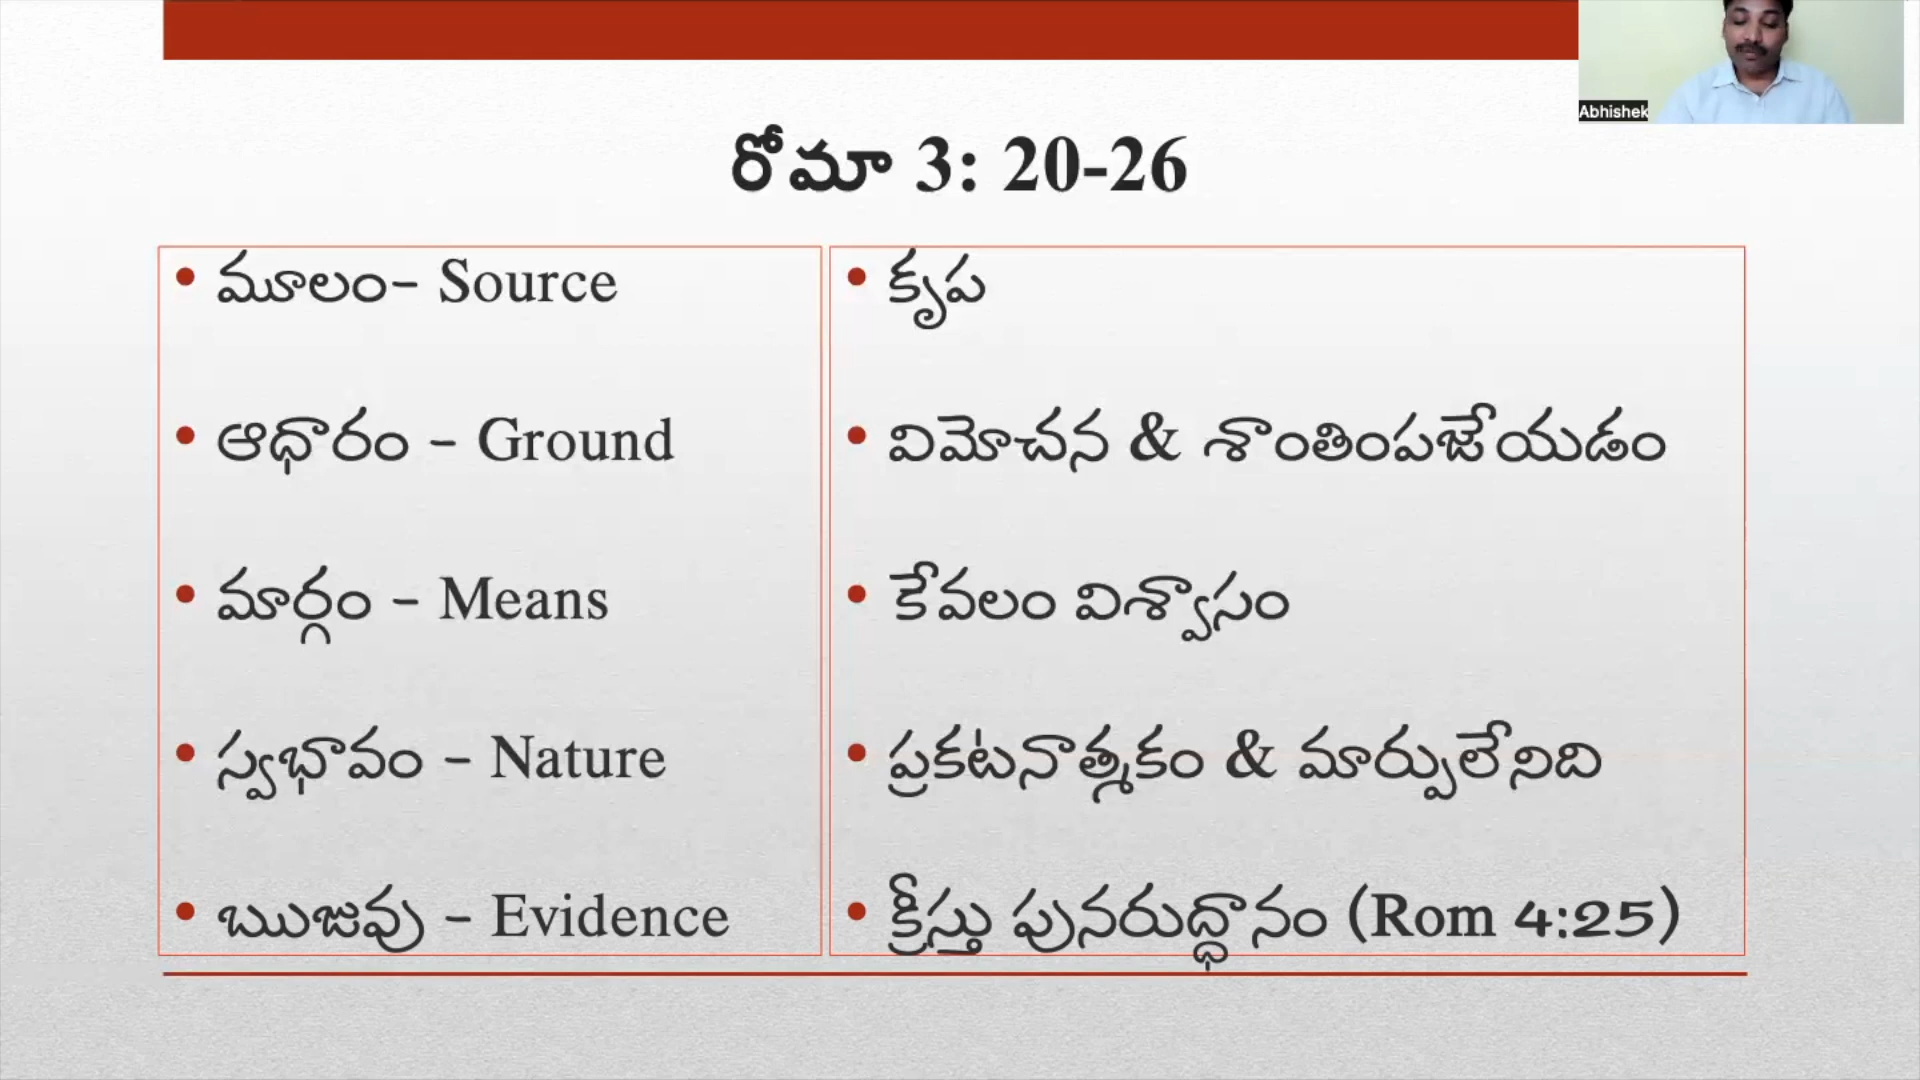 Abhishek
రోమా 3: 20-26
• మూలం– Source
• కృప
• ఆధారం – Ground
• విమోచన & శాంతింపజేయడం
• మార్గం – Means
• కేవలం విశ్వాసం
• స్వభావం – Nature
• ప్రకటనాత్మకం & మార్పులేనిది
• ఋజువు – Evidence
• క్రీస్తు పునరుద్ధానం (Rom 4:25)